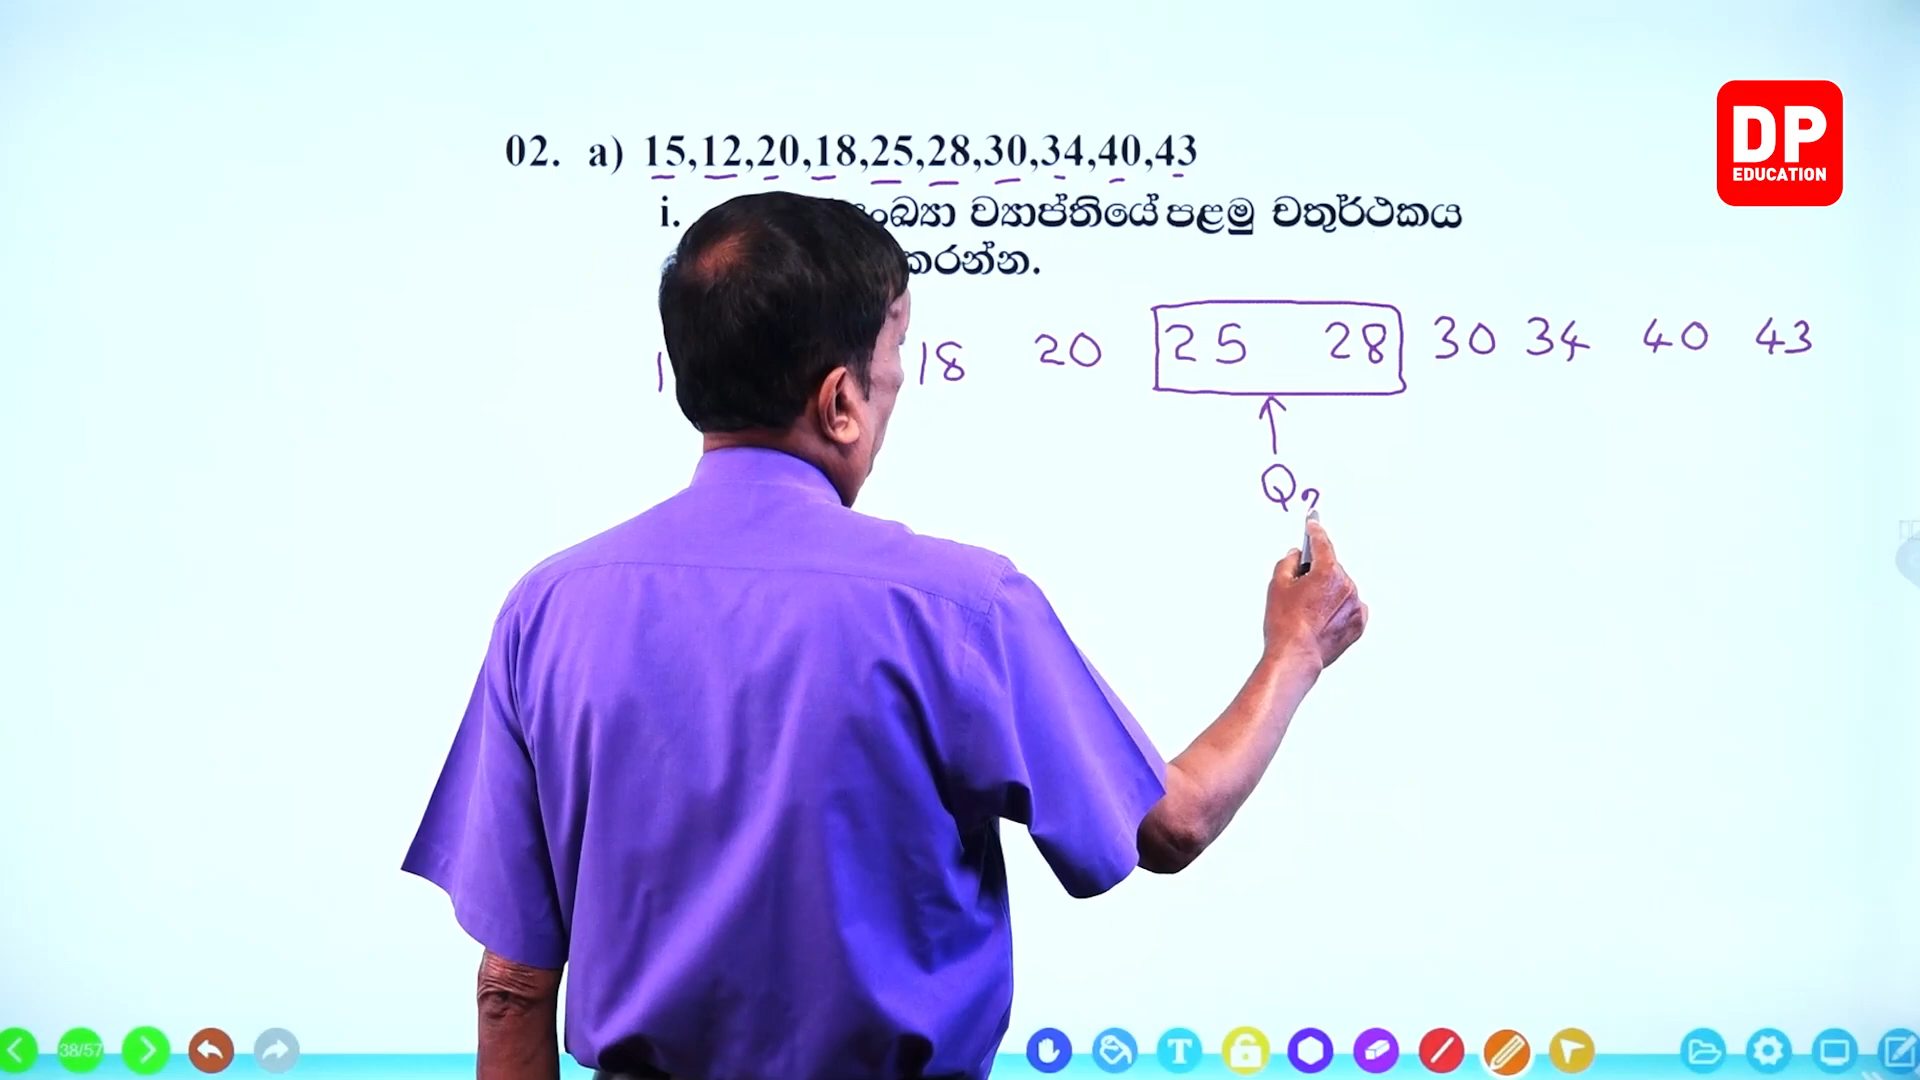 DP
EDUCATION
02. a) 15,12,20,18,25,28,30,34,40,43
i. සංඛ්‍යා ව්‍යාප්තියේ පළමු චතුර්ථකය
කරන්න.
18 20 25 28 30 34 40 43
Q
38/57
T